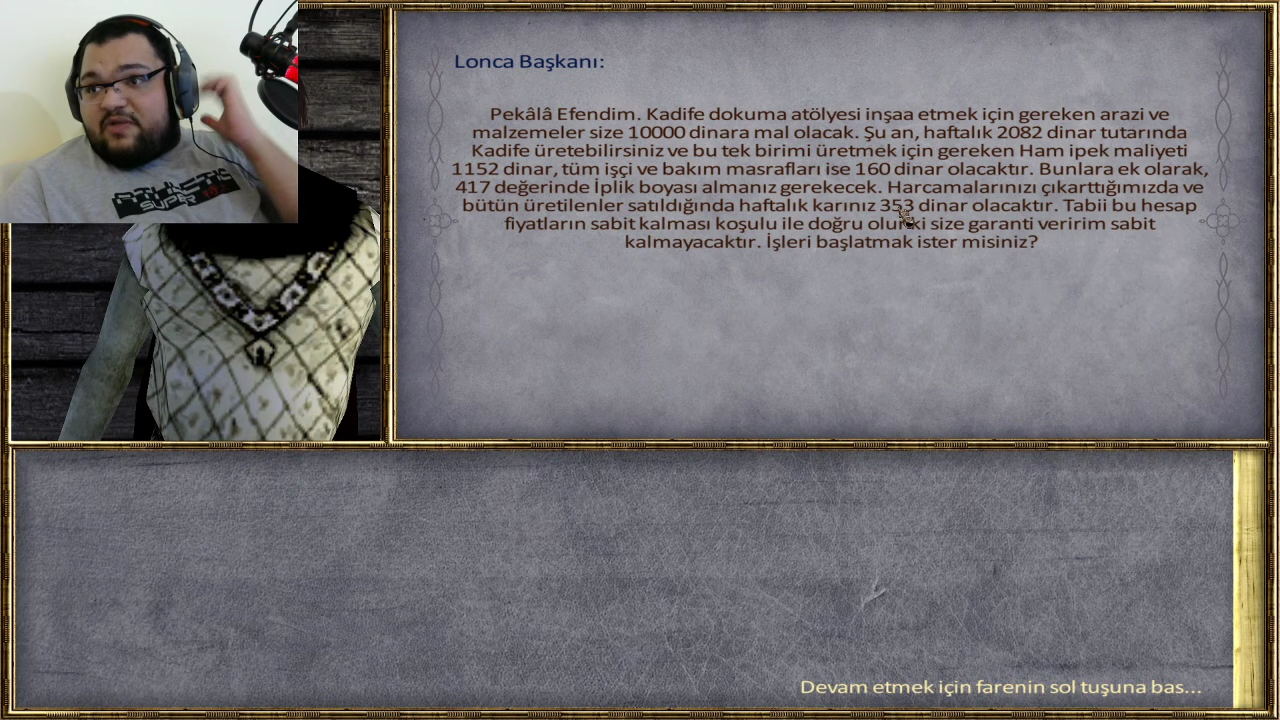 Lonca Başkanı:
Pekâlâ Efendim. Kadife dokuma atölyesi inşaa etmek için gereken arazi ve
malzemeler size 10000 dinara mal olacak. Şu an, haftalık 2082 dinar tutarında
Kadife üretebilirsiniz ve bu tek birimi üretmek için gereken Ham ipek maliyeti
1152 dinar, tüm işçi ve bakım masrafları ise 160 dinar olacaktır. Bunlara ek olarak,
417 değerinde İplik boyası almanız gerekecek. Harcamalarınızı çıkarttığımızda ve
bütün üretilenler satıldığında haftalık karınız 353 dinar olacaktır. Tabii bu hesap
fiyatların sabit kalması koşulu ile doğru olur ki size garanti veririm sabit
kalmayacaktır. İşleri başlatmak ister misiniz?
SUPER
Devam etmek için farenin sol tuşuna bas...